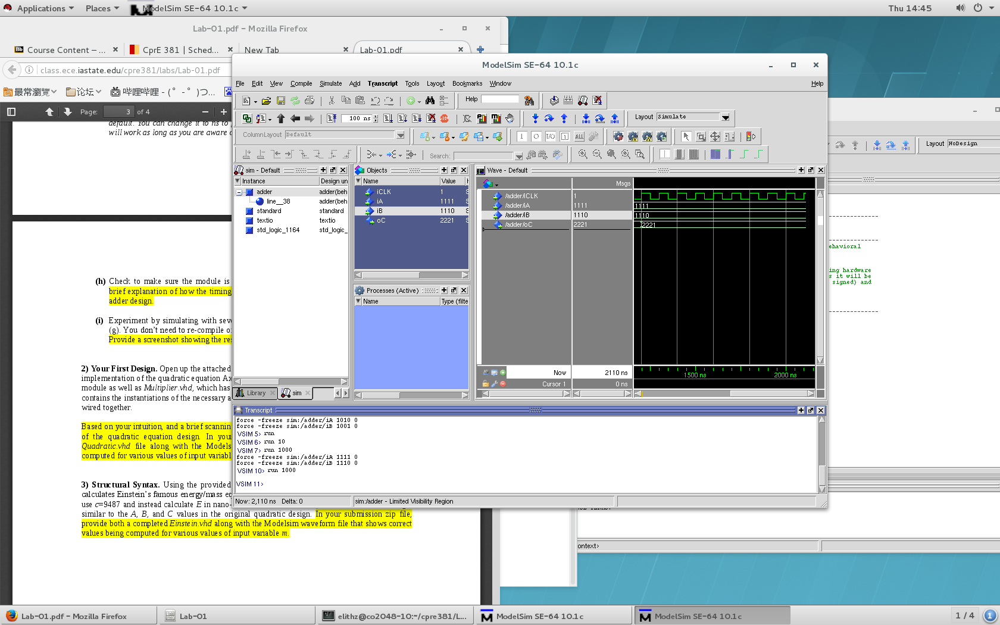 Applications
Places
ModelSim SE-64 10.1c
Thu 14:45
Lab-01.pdf - Mozilla Firefox
Course Content – ...
CprE 381 | Sched...
New Tab
Lab-01.pdf
class.ece.iastate.edu/cpre381/labs/Lab-01.pdf
最常瀏覽
论坛
哔哩哔哩 - ( ゜- ゜)つ...
Page: 3 of 4
default. You can change it to ns to
will work as long as you are aware
(h) Check to make sure the module is
brief explanation of how the timing
adder design.
(i) Experiment by simulating with
(g). You don't need to re-compile
Provide a screenshot showing the
2) Your First Design. Open up the attached
implementation of the quadratic equation
module as well as Multiplier.vhd, which has
contains the instantiations of the necessary
wired together.
Based on your intuition, and a brief
of the quadratic equation design. In your
Quadratic.vhd file along with the
computed for various values of input
3) Structural Syntax. Using the provided
calculates Einstein's famous energy/mass
use c=9487 and instead calculate E in nano-
similar to the A, B, and C values in the original quadratic design. In your submission zip file,
provide both a completed Einstein.vhd along with the Modelsim waveform file that shows correct
values being computed for various values of input variable m.
ModelSim SE-64 10.1c
File Edit View Compile Simulate Add Transcript Tools Layout Bookmarks Window Help
Help
100 ns
Layout Simulate
ColumnLayout Default
Search:
sim - Default
Instance Design un
adder adder(beh
line__38 adder(beh
standard standard
textio textio
std_logic_1164 std_logic_
Library sim
Objects
Name Value
iCLK 1
iA 1111
iB 1110
oC 2221
Processes (Active)
Name Type (filte
Wave - Default
Msgs
/adder/iCLK 1
/adder/iA 1111 1111
/adder/iB 1110 1110
/adder/oC 2221 2221
Now 2110 ns 1500 ns 2000 ns
Cursor 1 0 ns
Transcript
force -freeze sim:/adder/iA 1010 0
force -freeze sim:/adder/iB 1001 0
VSIM 5> run
VSIM 6> run 10
VSIM 7> run 1000
force -freeze sim:/adder/iA 1111 0
force -freeze sim:/adder/iB 1110 0
VSIM 10> run 1000
VSIM 11>
Now: 2,110 ns Delta: 0
sim:/adder - Limited Visibility Region
Layout NoDesign
ehavioral
ing hardware
s it will be
signed) and
ontext>
Lab-01.pdf - Mozilla Firefox
Lab-01
elithz@co2048-10:~/cpre381/L...
ModelSim SE-64 10.1c
ModelSim SE-64 10.1c
1 / 4
1